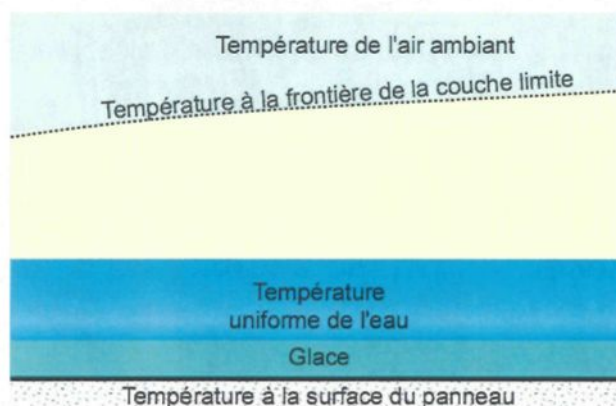 Température de l'air ambiant
Température à la frontière de la couche limite
Température
uniforme de l'eau
Glace
Température à la surface du panneau